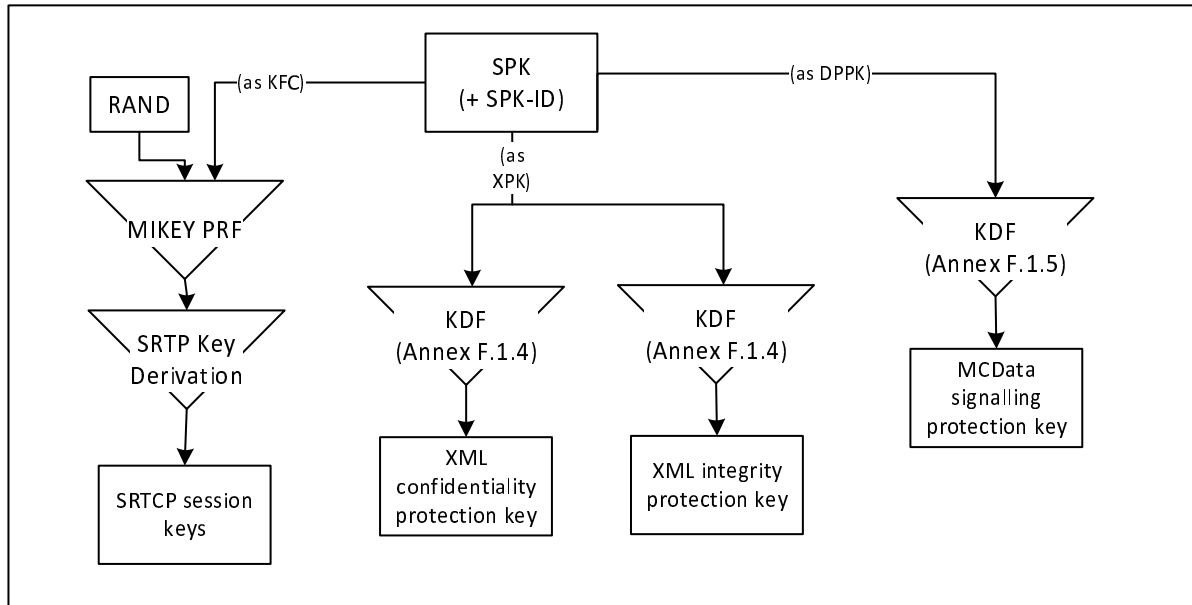 SPK
(+ SPK-ID)
(as KFC)
(as DPPK)
RAND
(as
XPK)
MIKEY PRF
KDF
(Annex F.1.5)
SRTP Key
Derivation
KDF
(Annex F.1.4)
KDF
(Annex F.1.4)
MCData
signalling
protection key
XML
confidentiality
protection key
XML integrity
protection key
SRTCP session
keys